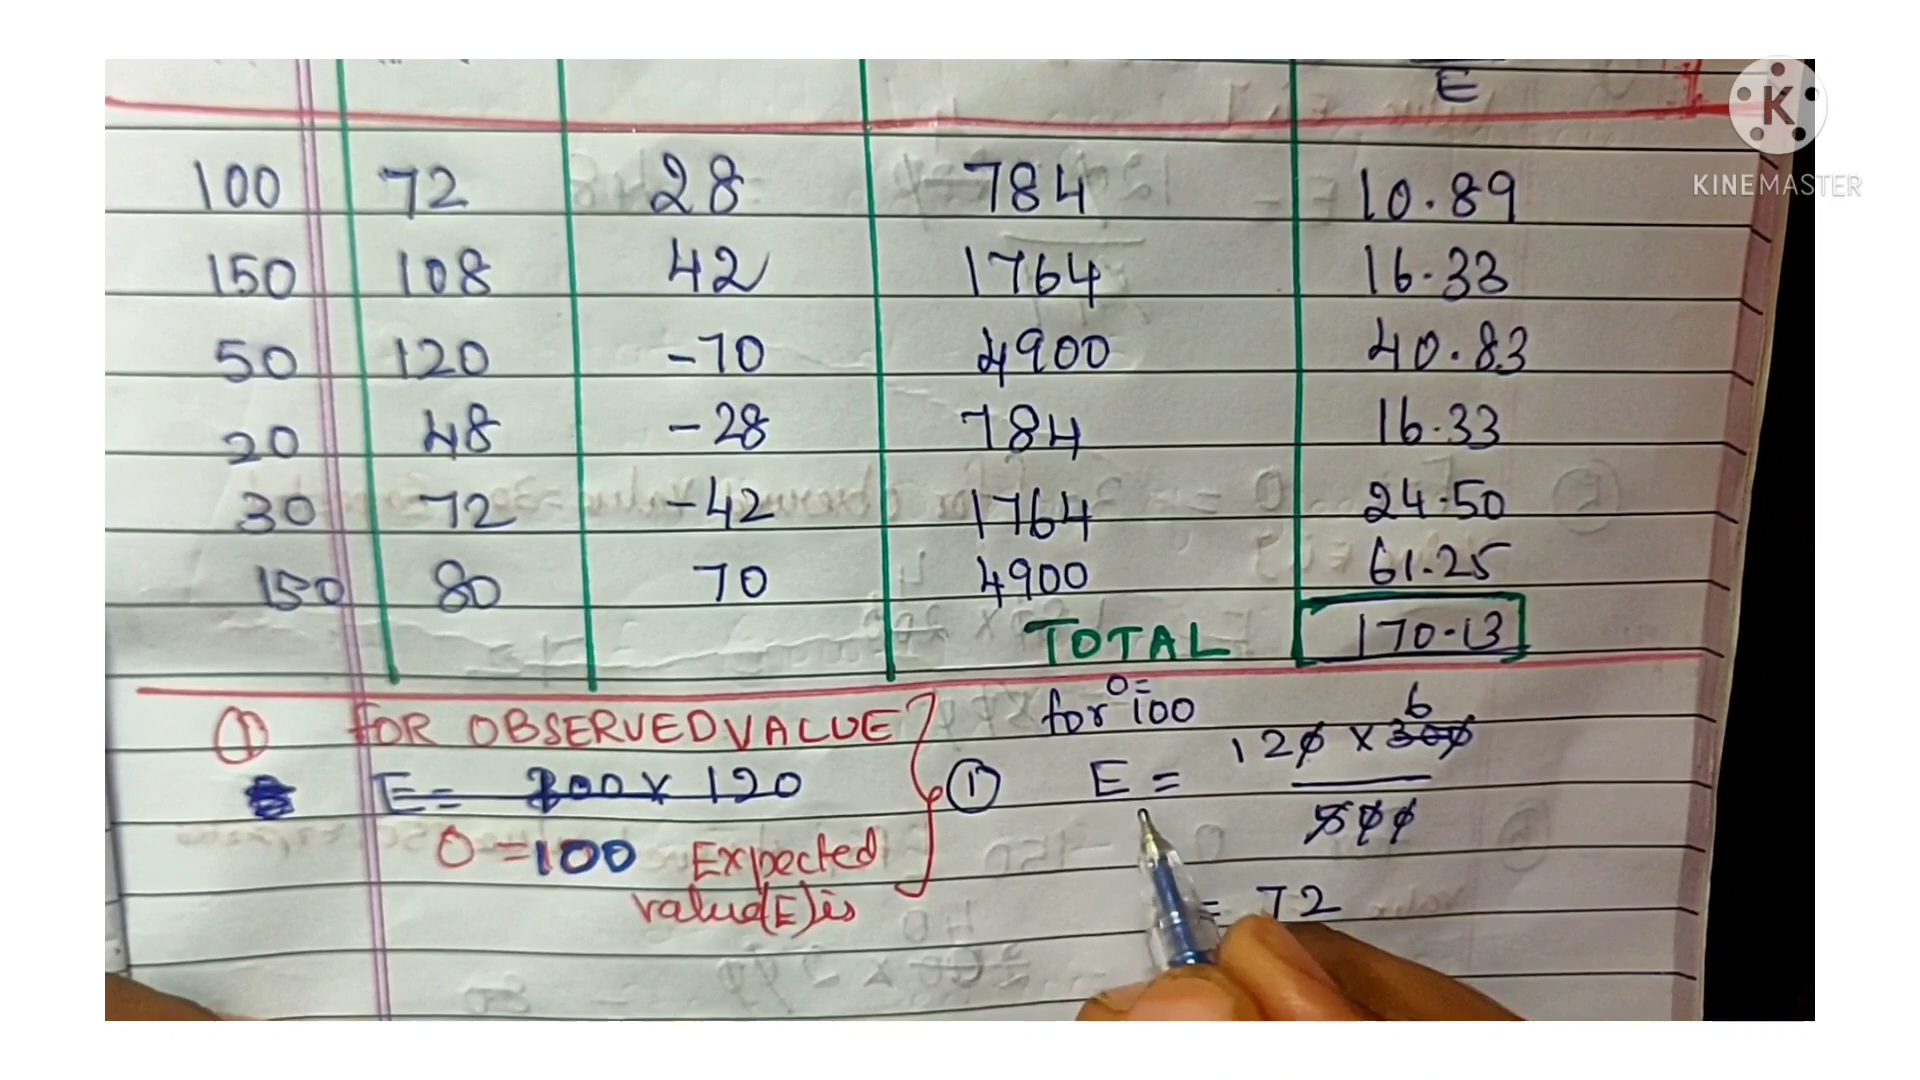 E
K
KINEMASTER
100 72 28 784 10.89
150 108 42 1764 16.33
50 120 -70 4900 40.83
20 48 -28 784 16.33
30 72 -42 1764 24.50
150 80 70 4900 61.25
TOTAL 170.13
① FOR OBSERVED VALUE
E= 200 x 120
O = 100 Expected
value(E) is
O=
for 100
6
120 x 300
① E =
500
= 72